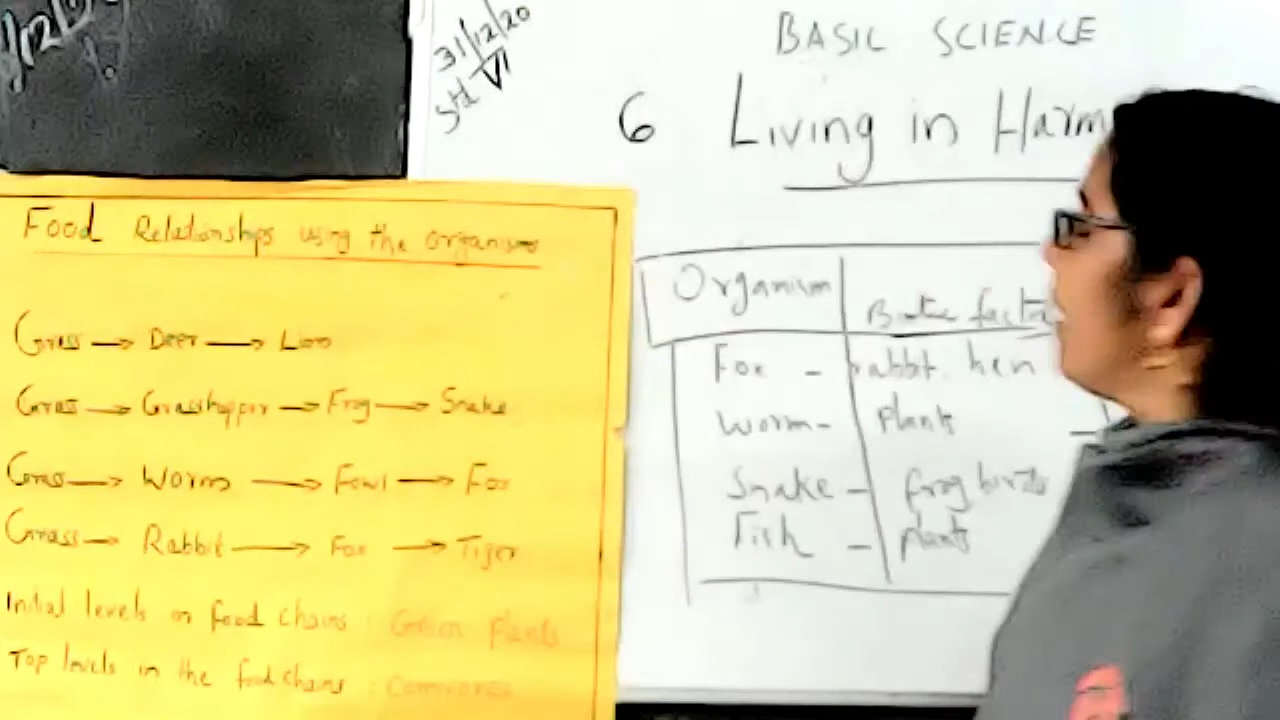 31/12/20
Std VI
BASIC SCIENCE
6 Living in Harm
Food Relationships using the organisms
Grass → Deer → Lion
Grass → Grasshopper → Frog → Snake
Grass → Worms → Fowl → Fox
Grass → Rabbit → Fox → Tiger
Initial levels in food chains : Green Plants
Top levels in the food chains : Carnivores
Organism Biotic factors
Fox - rabbit. hen
Worm - plants
Snake - frog birds
Fish - plants